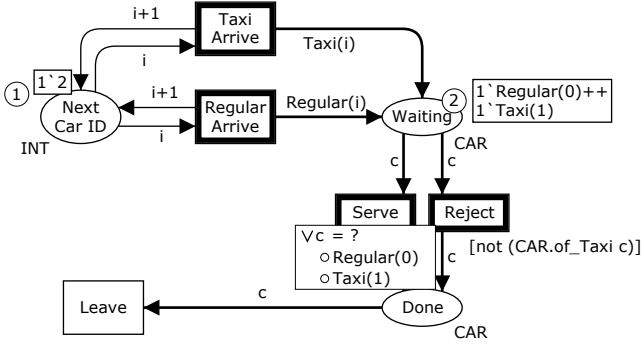 i+1
Taxi
Arrive
Taxi(i)
i
1
1`2
Next
Car ID
INT
i+1
i
Regular
Arrive
Regular(i)
Waiting
2
1`Regular(0)++
1`Taxi(1)
CAR
c
c
Serve
Reject
[not (CAR.of_Taxi c)]
∨c = ?
Regular(0)
Taxi(1)
c
Leave
c
Done
CAR